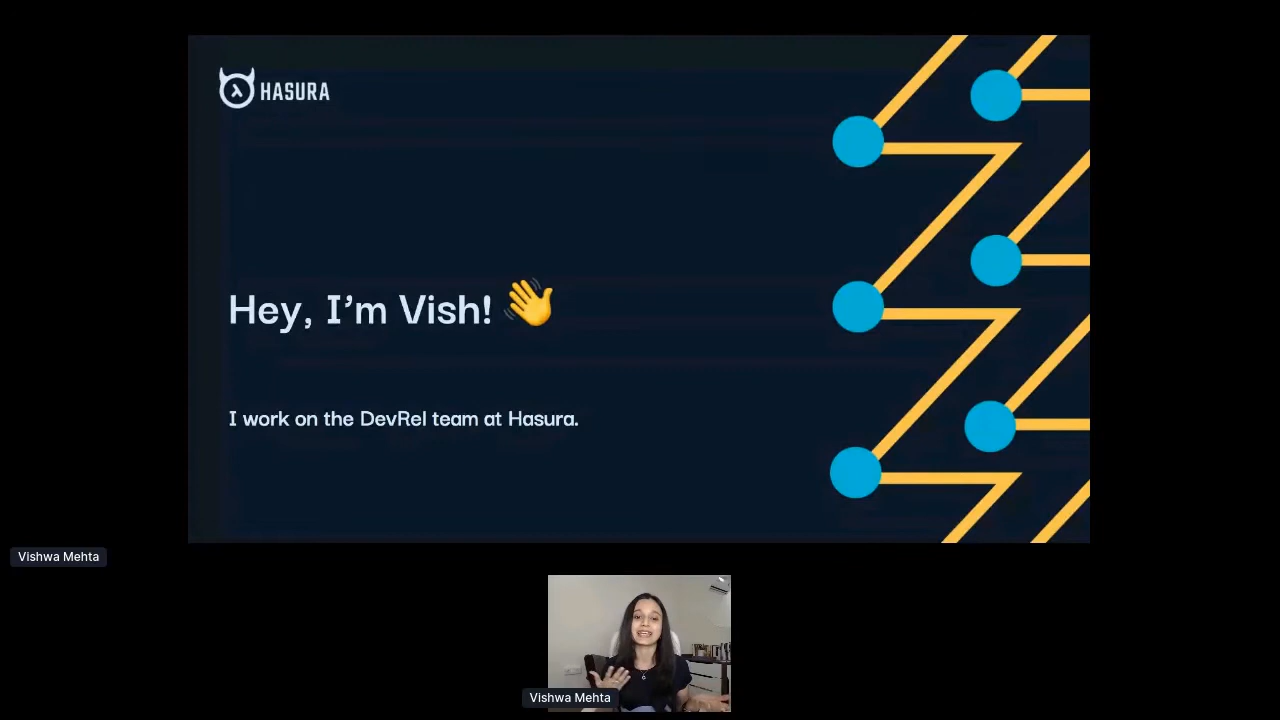 HASURA
Hey, I’m Vish! 👋
I work on the DevRel team at Hasura.
Vishwa Mehta
Vishwa Mehta